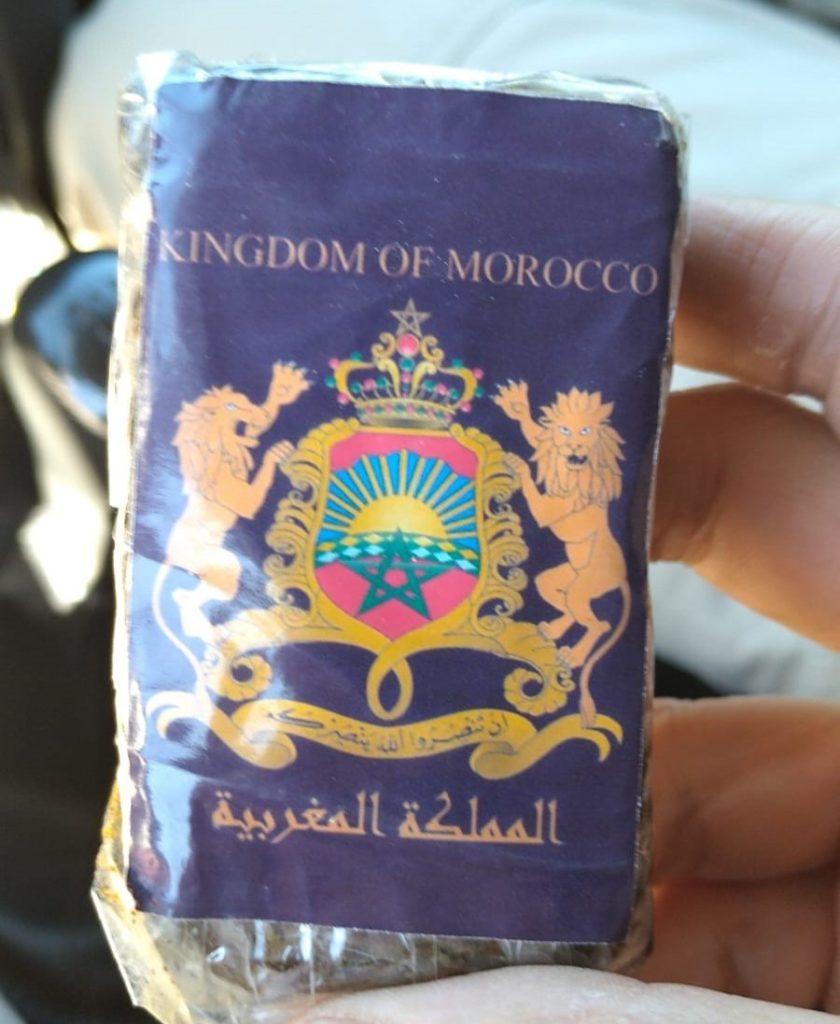 KINGDOM OF MOROCCO
ان تنصروا الله ينصركم
المملكة المغربية